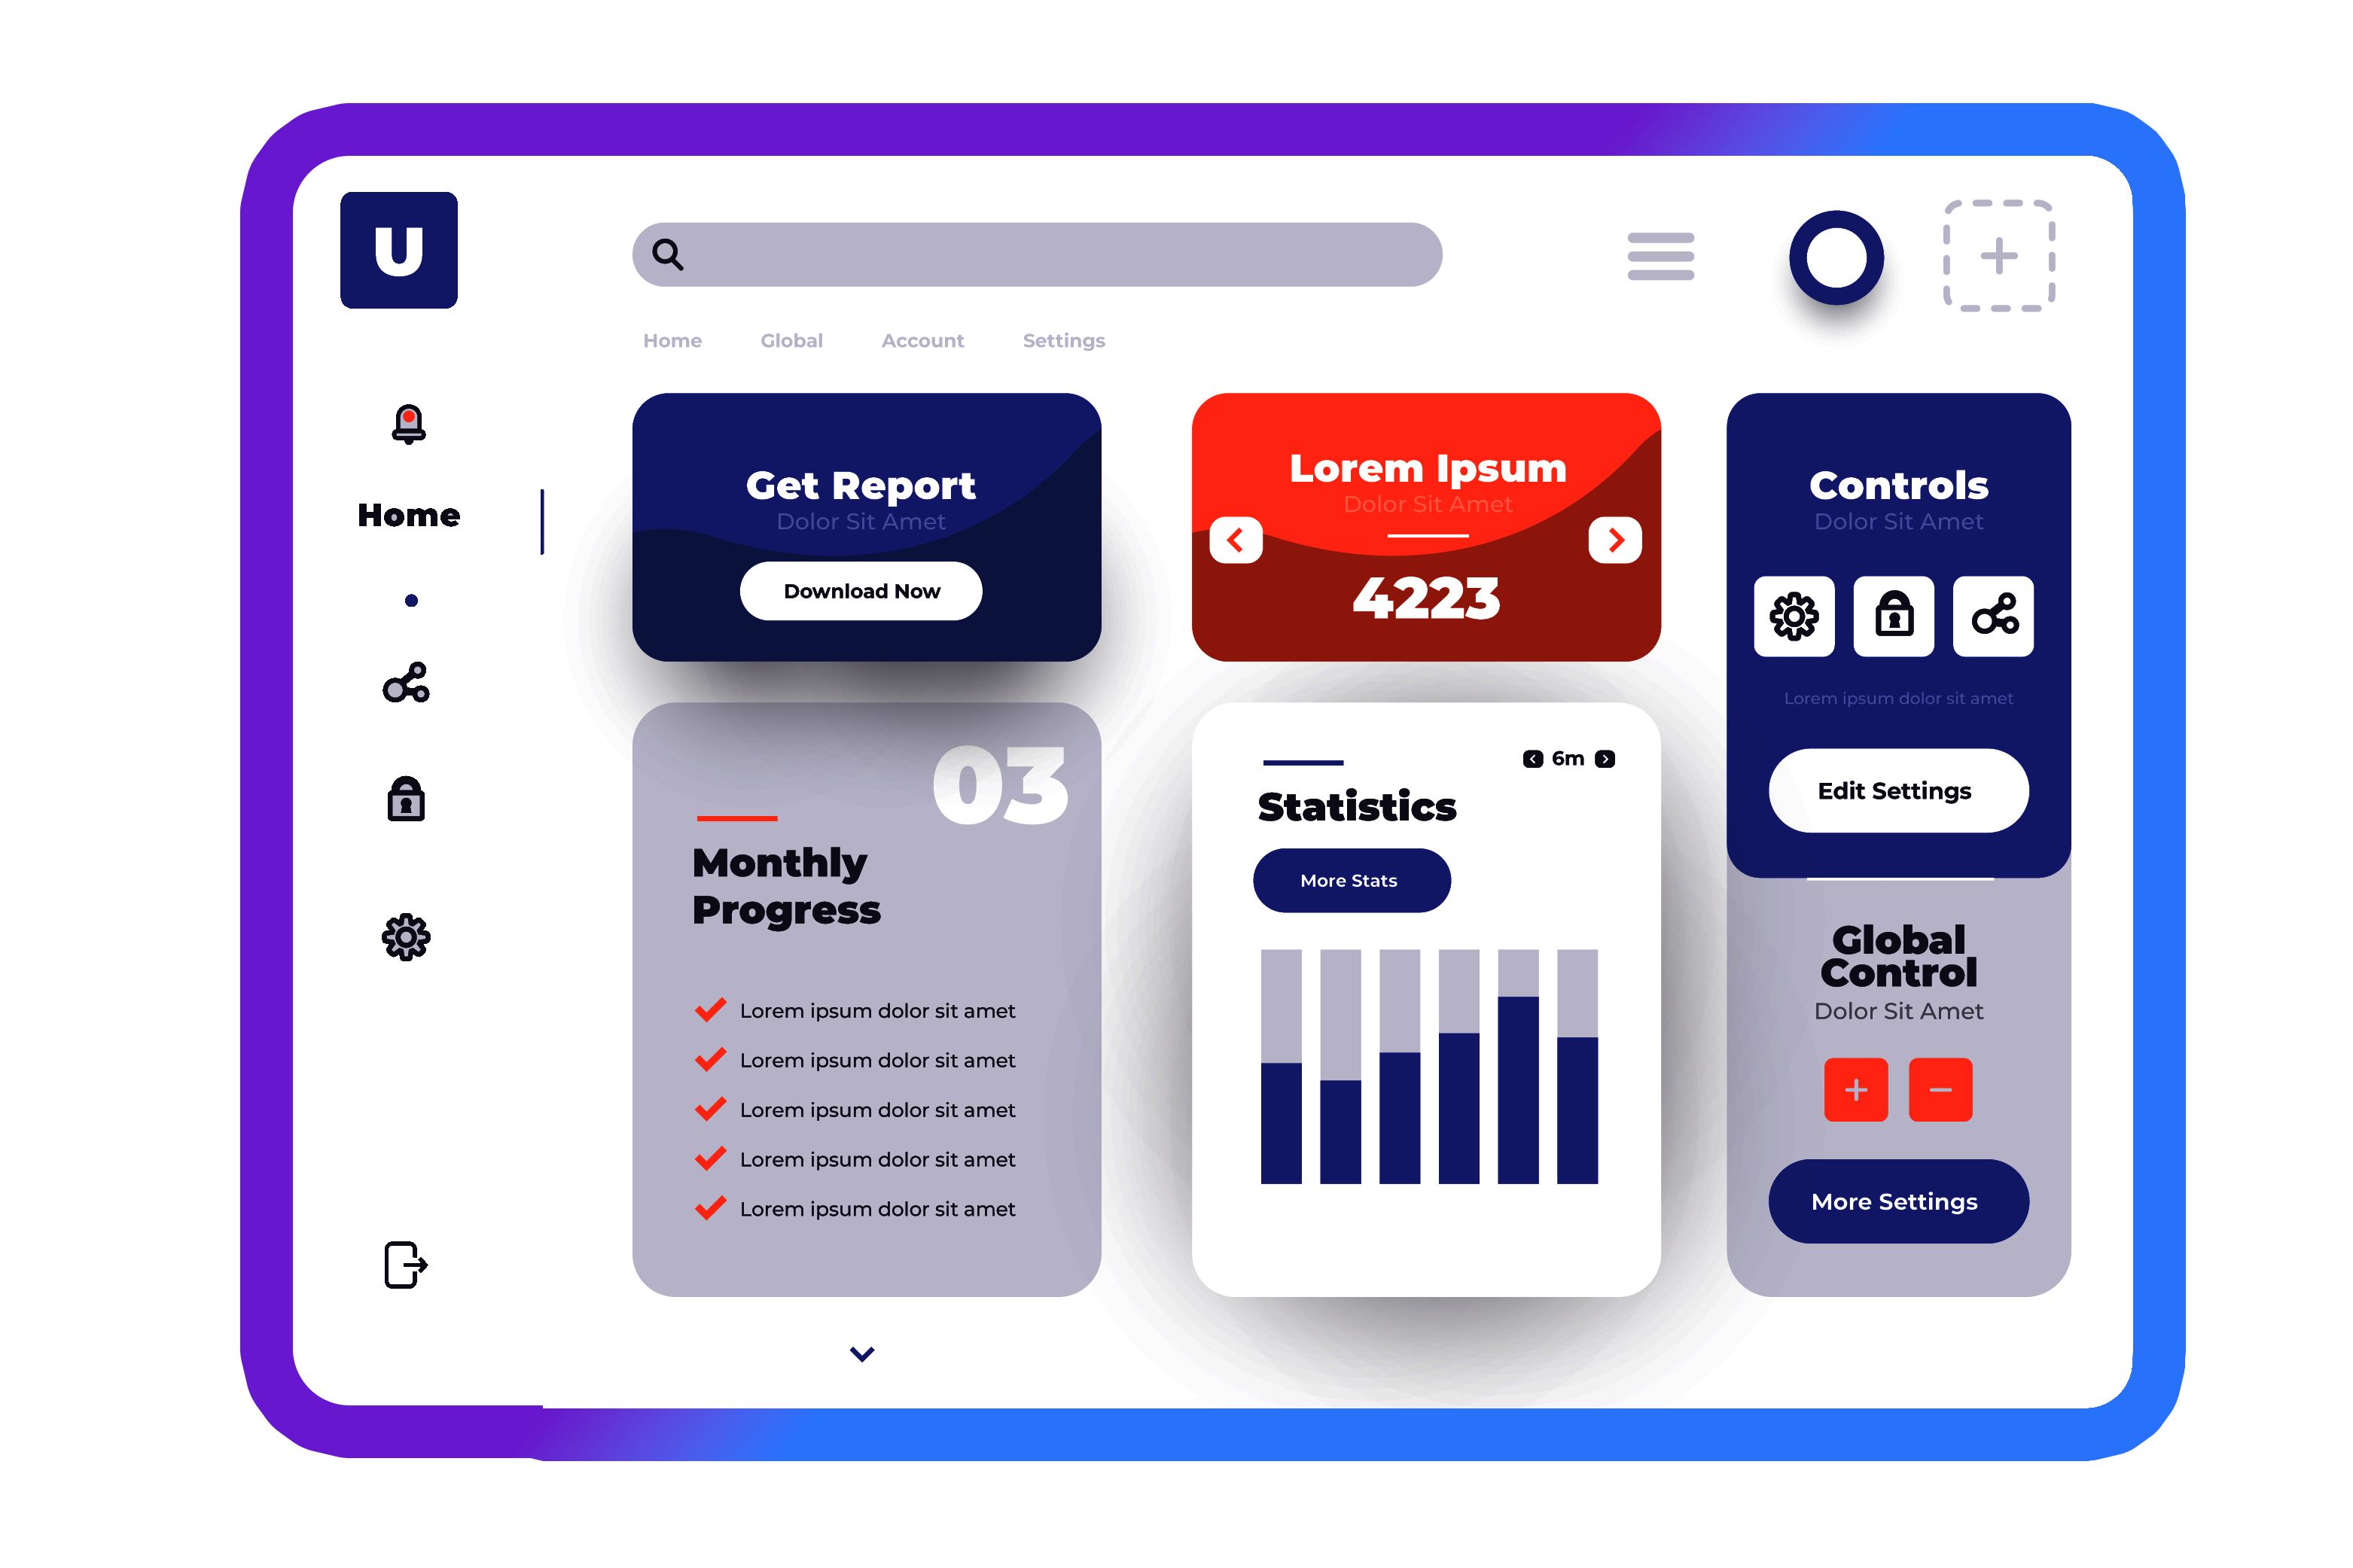 U
Home Global Account Settings
Home
Get Report
Dolor Sit Amet
Download Now
Lorem Ipsum
Dolor Sit Amet
4223
Controls
Dolor Sit Amet
Lorem ipsum dolor sit amet
Edit Settings
03
Monthly
Progress
Lorem ipsum dolor sit amet
Lorem ipsum dolor sit amet
Lorem ipsum dolor sit amet
Lorem ipsum dolor sit amet
Lorem ipsum dolor sit amet
6m
Statistics
More Stats
Global
Control
Dolor Sit Amet
More Settings